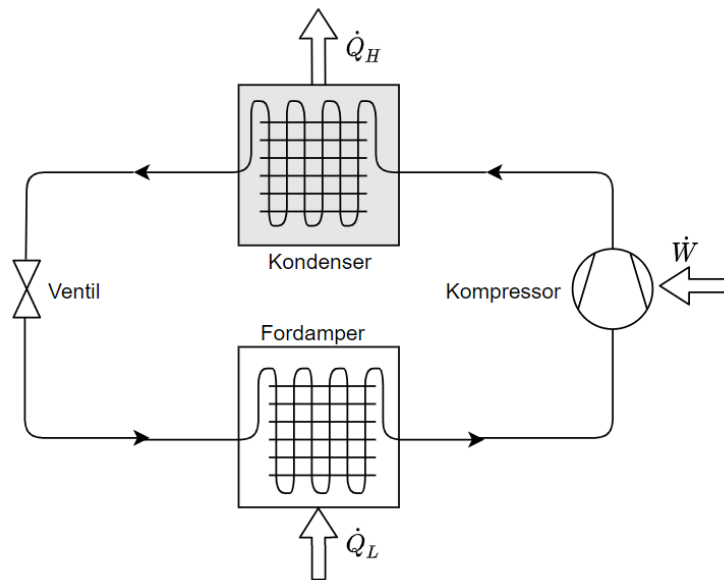 Q̇_H
Kondenser
Ẇ
Ventil
Kompressor
Fordamper
Q̇_L